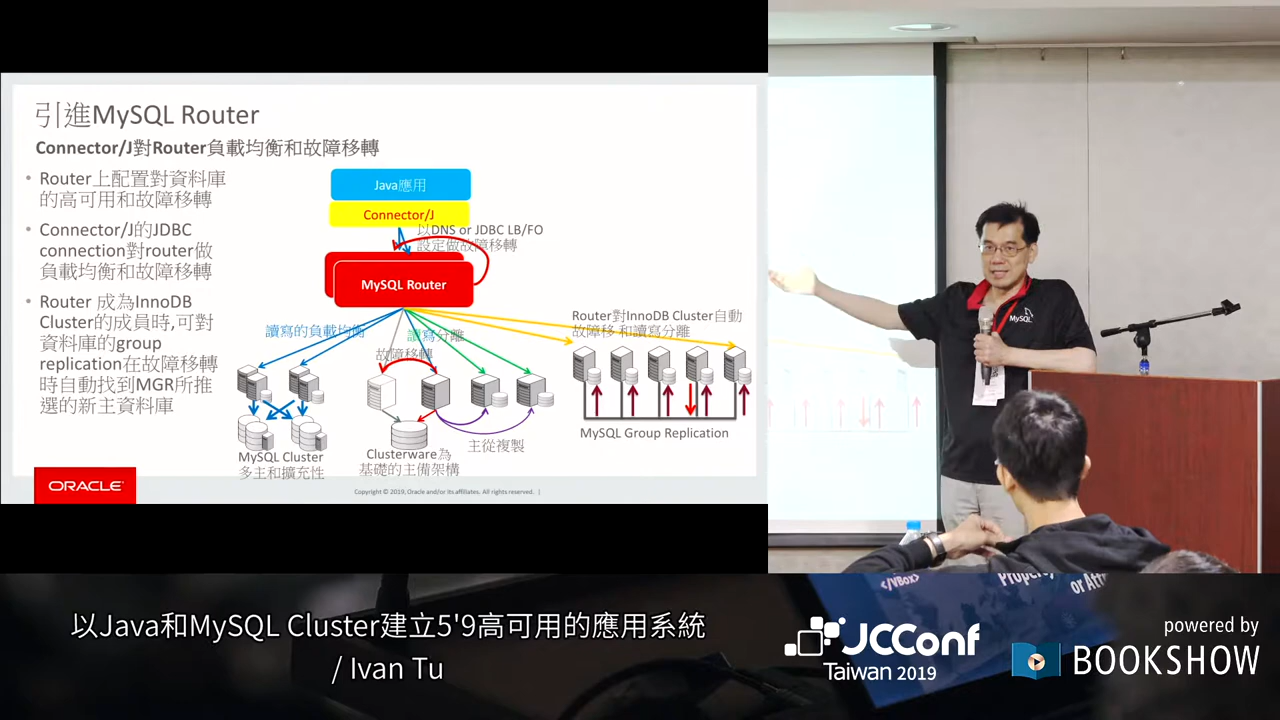 引進MySQL Router
Connector/J對Router負載均衡和故障移轉
• Router上配置對資料庫
的高可用和故障移轉
• Connector/J的JDBC
connection對router做
負載均衡和故障移轉
• Router 成為InnoDB
Cluster的成員時,可對
資料庫的group
replication在故障移轉
時自動找到MGR所推
選的新主資料庫
Java應用
Connector/J
以DNS or JDBC LB/FO
設定做故障移轉
MySQL Router
讀寫的負載均衡
讀寫分離
故障移轉
Router對InnoDB Cluster自動
故障移 和讀寫分離
MySQL Cluster
多主和擴充性
Clusterware為
基礎的主備架構
主從複製
MySQL Group Replication
ORACLE
Copyright © 2019, Oracle and/or its affiliates. All rights reserved. |
MySQL
</VBox>
or
以Java和MySQL Cluster建立5'9高可用的應用系統
/ Ivan Tu
JCConf
Taiwan 2019
powered by
BOOKSHOW